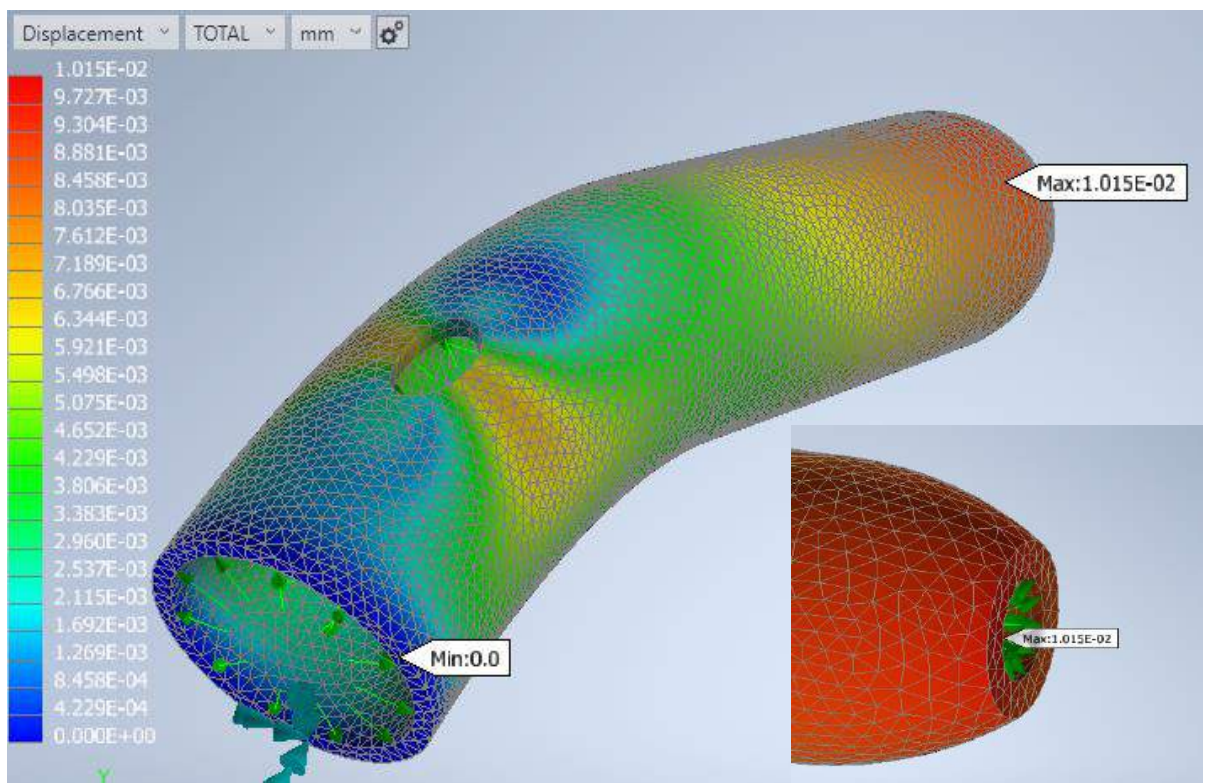 Displacement TOTAL mm
1.015E-02
9.727E-03
9.304E-03
8.881E-03
8.458E-03
8.035E-03
7.612E-03
7.189E-03
6.766E-03
6.344E-03
5.921E-03
5.498E-03
5.075E-03
4.652E-03
4.229E-03
3.806E-03
3.383E-03
2.960E-03
2.537E-03
2.115E-03
1.692E-03
1.269E-03
8.458E-04
4.229E-04
0.000E+00
Max:1.015E-02
Max:1.015E-02
Min:0.0
Y